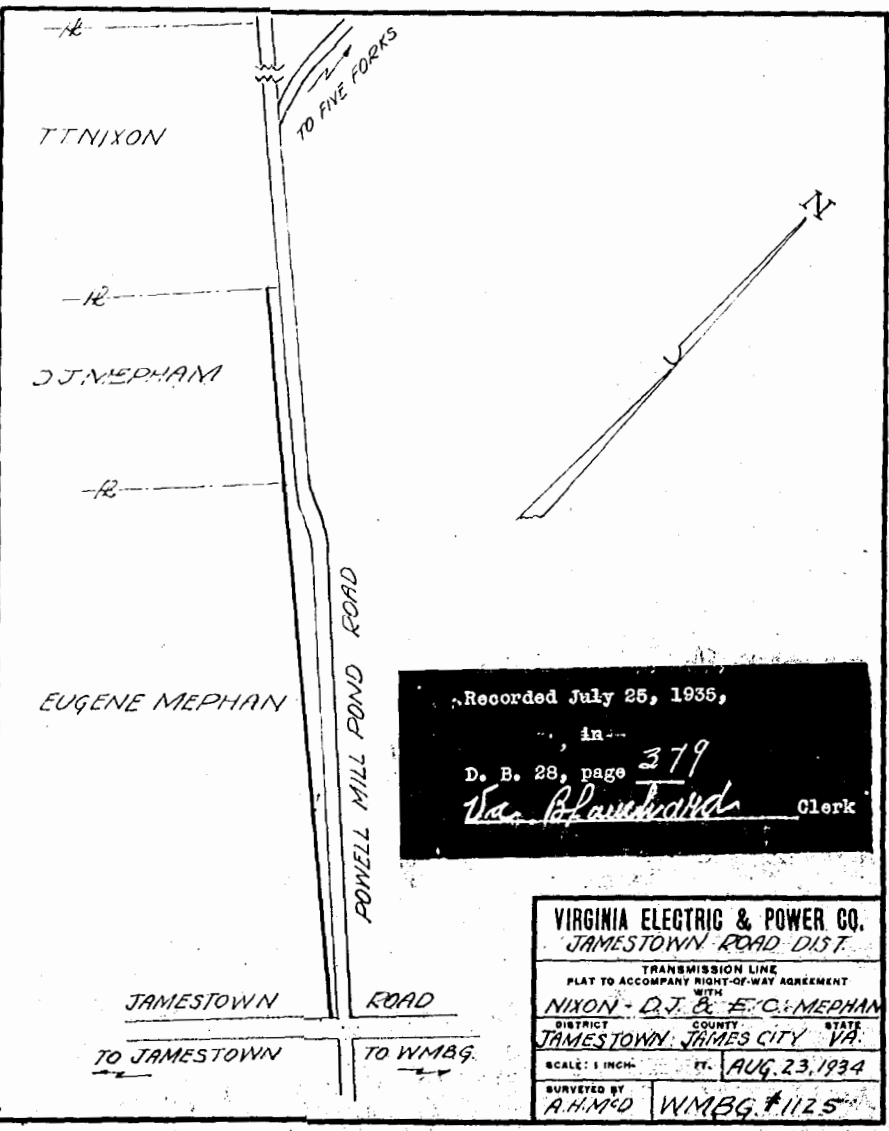 PL
TO FIVE FORKS
T T NIXON
PL
D J MEPHAM
PL
EUGENE MEPHAN
POWELL MILL POND ROAD
JAMESTOWN ROAD
TO JAMESTOWN TO WMBG.
N
Recorded July 25, 1935,
in
D. B. 28, page 379
Clerk
VIRGINIA ELECTRIC & POWER CO.
JAMESTOWN ROAD DIST.
TRANSMISSION LINE
PLAT TO ACCOMPANY RIGHT-OF-WAY AGREEMENT
WITH
NIXON - D.J. & E.C. MEPHAM
DISTRICT COUNTY STATE
JAMESTOWN JAMES CITY VA.
SCALE: 1 INCH- FT. AUG. 23, 1934
SURVEYED BY
A.H.McD WMBG. #1125